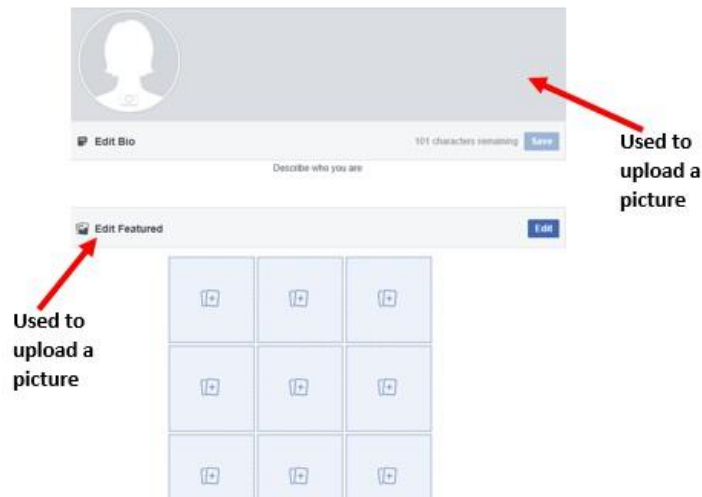 Edit Bio
101 characters remaining
Save
Describe who you are
Used to
upload a
picture
Edit Featured
Edit
Used to
upload a
picture